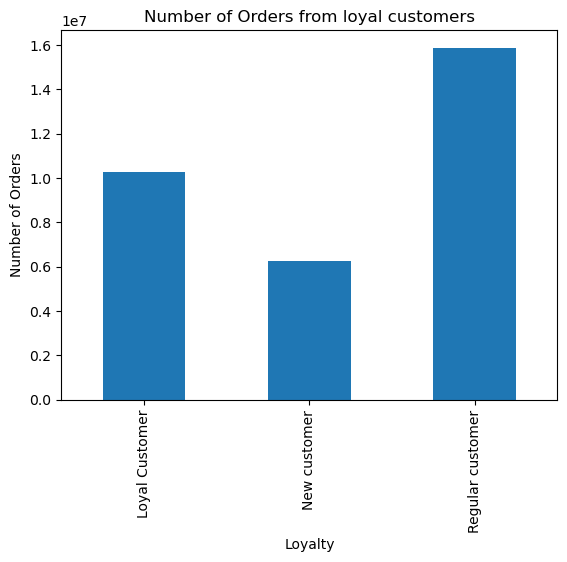 Number of Orders from loyal customers
1e7
1.6
1.4
1.2
1.0
0.8
0.6
0.4
0.2
0.0
Number of Orders
Loyal Customer
New customer
Regular customer
Loyalty